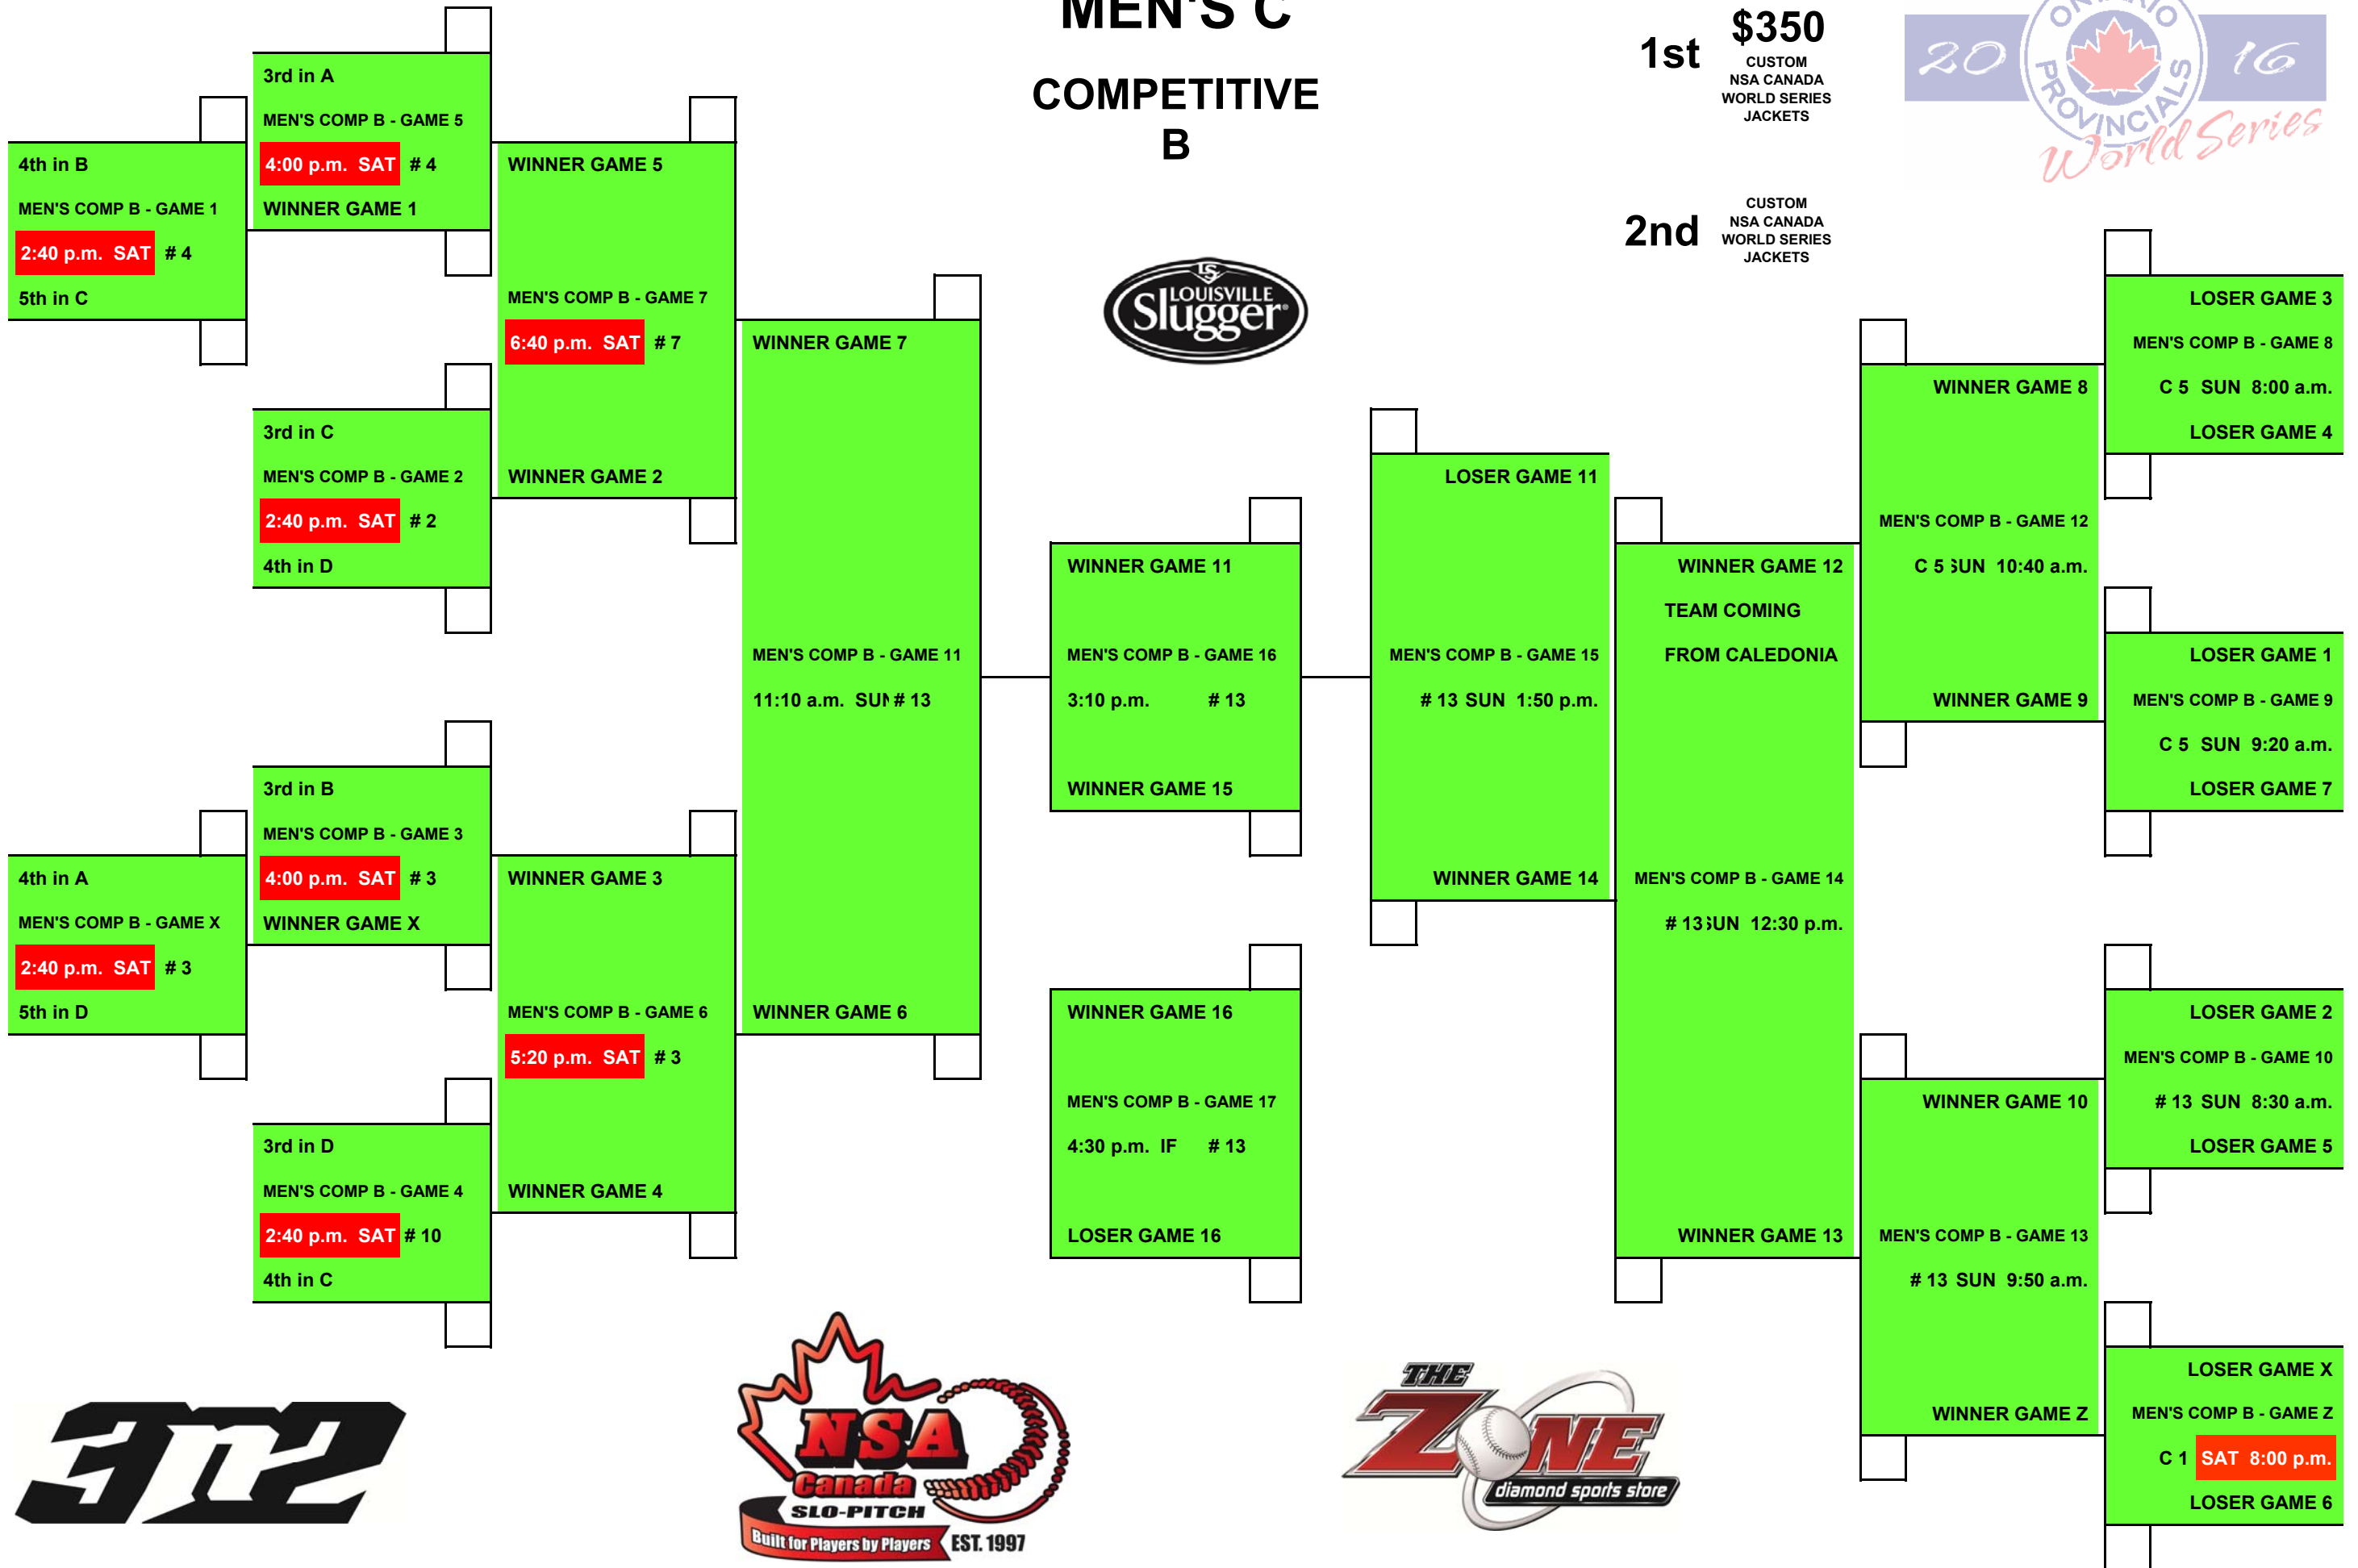 MEN'S C
COMPETITIVE
B
1st
$350
CUSTOM
NSA CANADA
WORLD SERIES
JACKETS
2nd
CUSTOM
NSA CANADA
WORLD SERIES
JACKETS
20 16
PROVINCIALS
World Series
LOUISVILLE
Slugger
4th in B
MEN'S COMP B - GAME 1
2:40 p.m. SAT # 4
5th in C
4th in A
MEN'S COMP B - GAME X
2:40 p.m. SAT # 3
5th in D
3rd in A
MEN'S COMP B - GAME 5
4:00 p.m. SAT # 4
WINNER GAME 1
3rd in C
MEN'S COMP B - GAME 2
2:40 p.m. SAT # 2
4th in D
3rd in B
MEN'S COMP B - GAME 3
4:00 p.m. SAT # 3
WINNER GAME X
3rd in D
MEN'S COMP B - GAME 4
2:40 p.m. SAT # 10
4th in C
WINNER GAME 5
MEN'S COMP B - GAME 7
6:40 p.m. SAT # 7
WINNER GAME 2
WINNER GAME 3
MEN'S COMP B - GAME 6
5:20 p.m. SAT # 3
WINNER GAME 4
WINNER GAME 7
MEN'S COMP B - GAME 11
11:10 a.m. SUN # 13
WINNER GAME 6
WINNER GAME 11
MEN'S COMP B - GAME 16
3:10 p.m. # 13
WINNER GAME 15
WINNER GAME 16
MEN'S COMP B - GAME 17
4:30 p.m. IF # 13
LOSER GAME 16
LOSER GAME 11
MEN'S COMP B - GAME 15
# 13 SUN 1:50 p.m.
WINNER GAME 14
WINNER GAME 12
TEAM COMING
FROM CALEDONIA
MEN'S COMP B - GAME 14
# 13 SUN 12:30 p.m.
WINNER GAME 13
WINNER GAME 8
MEN'S COMP B - GAME 12
C 5 SUN 10:40 a.m.
WINNER GAME 9
WINNER GAME 10
MEN'S COMP B - GAME 13
# 13 SUN 9:50 a.m.
WINNER GAME Z
LOSER GAME 3
MEN'S COMP B - GAME 8
C 5 SUN 8:00 a.m.
LOSER GAME 4
LOSER GAME 1
MEN'S COMP B - GAME 9
C 5 SUN 9:20 a.m.
LOSER GAME 7
LOSER GAME 2
MEN'S COMP B - GAME 10
# 13 SUN 8:30 a.m.
LOSER GAME 5
LOSER GAME X
MEN'S COMP B - GAME Z
C 1 SAT 8:00 p.m.
LOSER GAME 6
3n2
NSA
Canada
SLO-PITCH
Built for Players by Players EST. 1997
THE
ZONE
diamond sports store